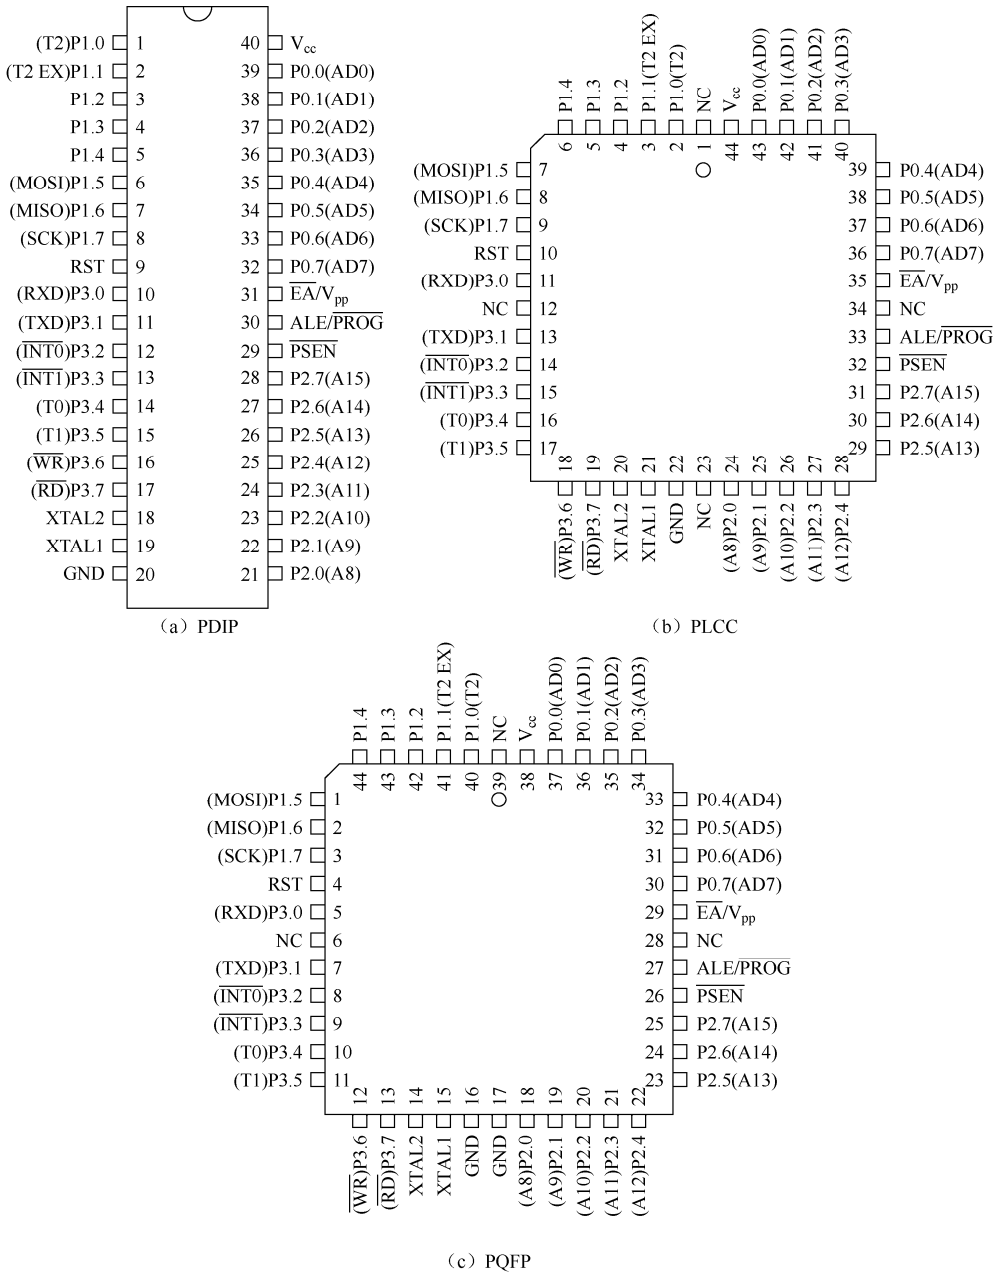 (T2)P1.0 1 40 Vcc
(T2 EX)P1.1 2 39 P0.0(AD0)
P1.2 3 38 P0.1(AD1)
P1.3 4 37 P0.2(AD2)
P1.4 5 36 P0.3(AD3)
(MOSI)P1.5 6 35 P0.4(AD4)
(MISO)P1.6 7 34 P0.5(AD5)
(SCK)P1.7 8 33 P0.6(AD6)
RST 9 32 P0.7(AD7)
(RXD)P3.0 10 31 E̅A̅/Vpp
(TXD)P3.1 11 30 ALE/P̅R̅O̅G̅
(I̅N̅T̅0̅)P3.2 12 29 P̅S̅E̅N̅
(I̅N̅T̅1̅)P3.3 13 28 P2.7(A15)
(T0)P3.4 14 27 P2.6(A14)
(T1)P3.5 15 26 P2.5(A13)
(W̅R̅)P3.6 16 25 P2.4(A12)
(R̅D̅)P3.7 17 24 P2.3(A11)
XTAL2 18 23 P2.2(A10)
XTAL1 19 22 P2.1(A9)
GND 20 21 P2.0(A8)
（a）PDIP
P1.4 P1.3 P1.2 P1.1(T2 EX) P1.0(T2) NC Vcc P0.0(AD0) P0.1(AD1) P0.2(AD2) P0.3(AD3)
6 5 4 3 2 1 44 43 42 41 40
(MOSI)P1.5 7 39 P0.4(AD4)
(MISO)P1.6 8 38 P0.5(AD5)
(SCK)P1.7 9 37 P0.6(AD6)
RST 10 36 P0.7(AD7)
(RXD)P3.0 11 35 E̅A̅/Vpp
NC 12 34 NC
(TXD)P3.1 13 33 ALE/P̅R̅O̅G̅
(I̅N̅T̅0̅)P3.2 14 32 P̅S̅E̅N̅
(I̅N̅T̅1̅)P3.3 15 31 P2.7(A15)
(T0)P3.4 16 30 P2.6(A14)
(T1)P3.5 17 29 P2.5(A13)
18 19 20 21 22 23 24 25 26 27 28
(W̅R̅)P3.6 (R̅D̅)P3.7 XTAL2 XTAL1 GND NC (A8)P2.0 (A9)P2.1 (A10)P2.2 (A11)P2.3 (A12)P2.4
（b）PLCC
P1.4 P1.3 P1.2 P1.1(T2 EX) P1.0(T2) NC Vcc P0.0(AD0) P0.1(AD1) P0.2(AD2) P0.3(AD3)
44 43 42 41 40 39 38 37 36 35 34
(MOSI)P1.5 1 33 P0.4(AD4)
(MISO)P1.6 2 32 P0.5(AD5)
(SCK)P1.7 3 31 P0.6(AD6)
RST 4 30 P0.7(AD7)
(RXD)P3.0 5 29 E̅A̅/Vpp
NC 6 28 NC
(TXD)P3.1 7 27 ALE/P̅R̅O̅G̅
(I̅N̅T̅0̅)P3.2 8 26 P̅S̅E̅N̅
(I̅N̅T̅1̅)P3.3 9 25 P2.7(A15)
(T0)P3.4 10 24 P2.6(A14)
(T1)P3.5 11 23 P2.5(A13)
12 13 14 15 16 17 18 19 20 21 22
(W̅R̅)P3.6 (R̅D̅)P3.7 XTAL2 XTAL1 GND GND (A8)P2.0 (A9)P2.1 (A10)P2.2 (A11)P2.3 (A12)P2.4
（c）PQFP